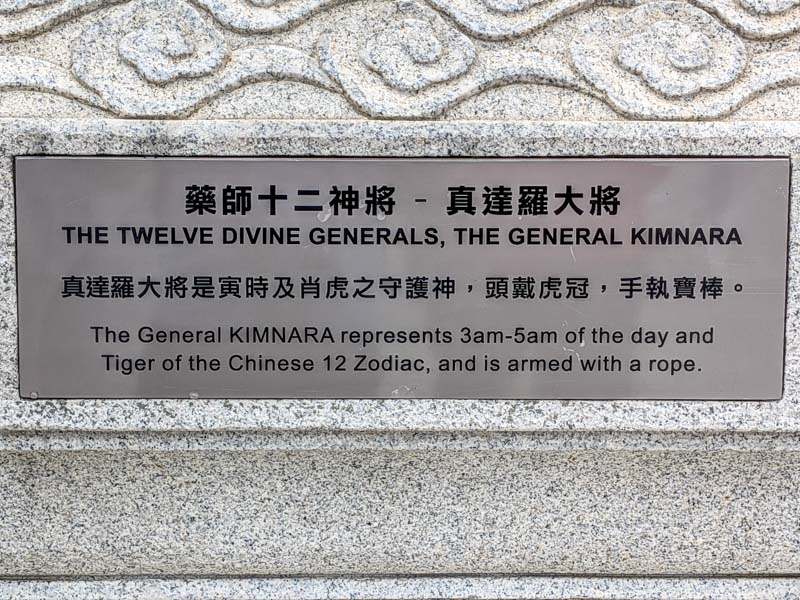 藥師十二神將 - 真達羅大將
THE TWELVE DIVINE GENERALS, THE GENERAL KIMNARA
真達羅大將是寅時及肖虎之守護神，頭戴虎冠，手執寶棒。
The General KIMNARA represents 3am-5am of the day and
Tiger of the Chinese 12 Zodiac, and is armed with a rope.